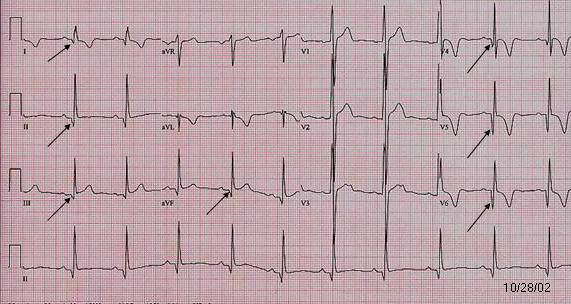 I aVR V1 V4
II aVL V2 V5
III aVF V3 V6
II
10/28/02